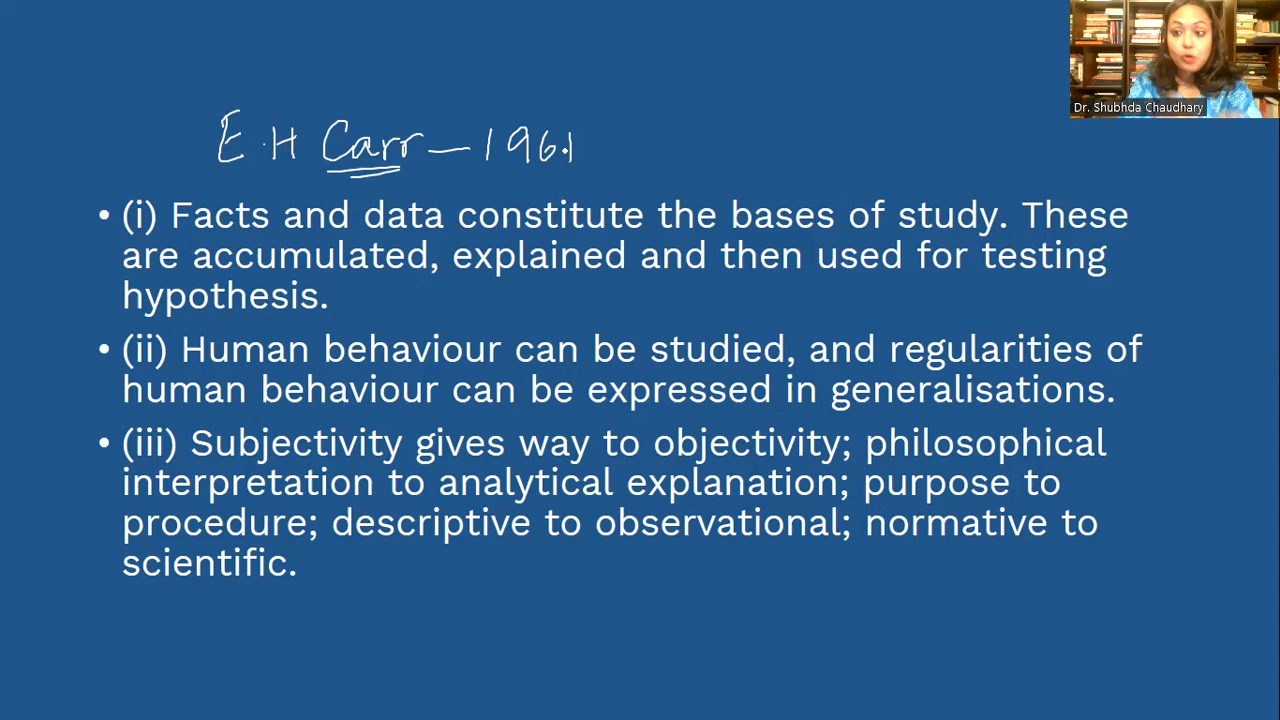 Dr. Shubhda Chaudhary
E.H Carr — 1961
• (i) Facts and data constitute the bases of study. These
are accumulated, explained and then used for testing
hypothesis.
• (ii) Human behaviour can be studied, and regularities of
human behaviour can be expressed in generalisations.
• (iii) Subjectivity gives way to objectivity; philosophical
interpretation to analytical explanation; purpose to
procedure; descriptive to observational; normative to
scientific.